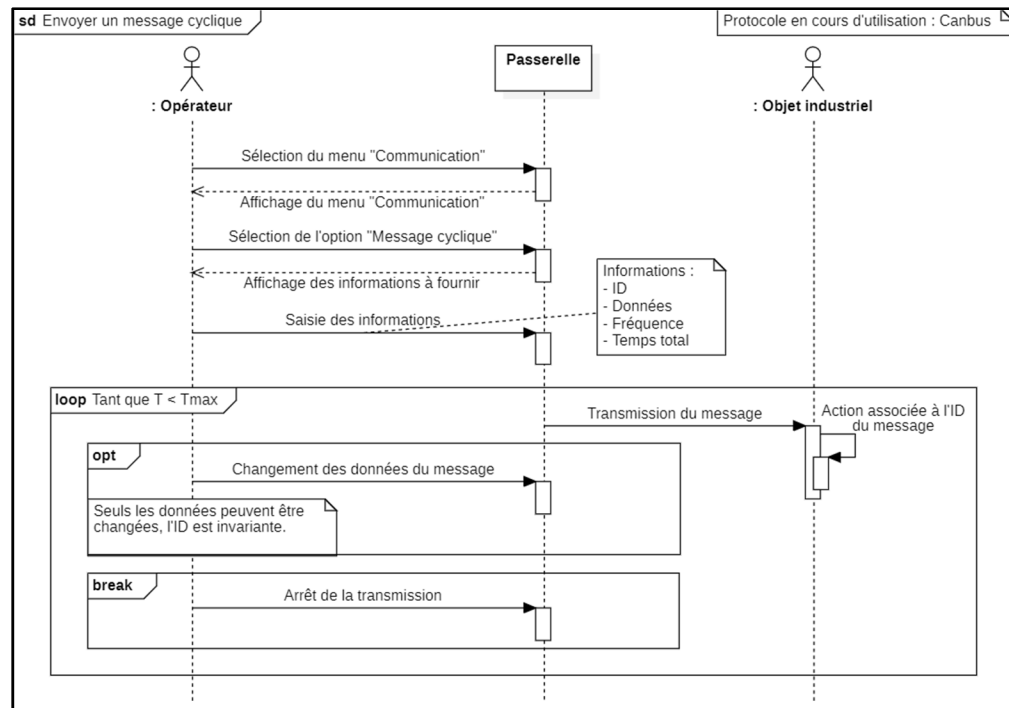 sd Envoyer un message cyclique
Protocole en cours d'utilisation : Canbus
: Opérateur
Passerelle
: Objet industriel
Sélection du menu "Communication"
Affichage du menu "Communication"
Sélection de l'option "Message cyclique"
Affichage des informations à fournir
Informations :
- ID
- Données
- Fréquence
- Temps total
Saisie des informations
loop Tant que T < Tmax
Transmission du message
Action associée à l'ID
du message
opt
Changement des données du message
Seuls les données peuvent être
changées, l'ID est invariante.
break
Arrêt de la transmission